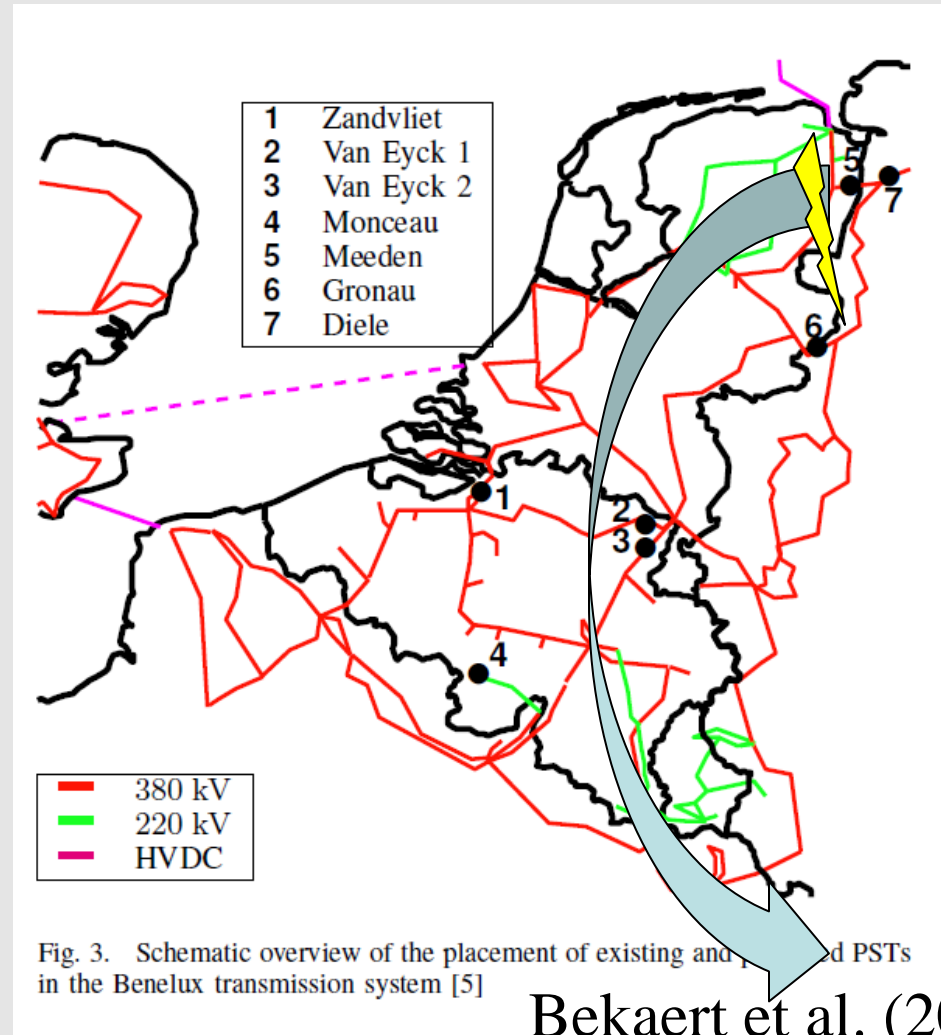 1 Zandvliet
2 Van Eyck 1
3 Van Eyck 2
4 Monceau
5 Meeden
6 Gronau
7 Diele
5
7
6
1
2
3
4
380 kV
220 kV
HVDC
Fig. 3. Schematic overview of the placement of existing and PSTs
in the Benelux transmission system [5]
Bekaert et al.